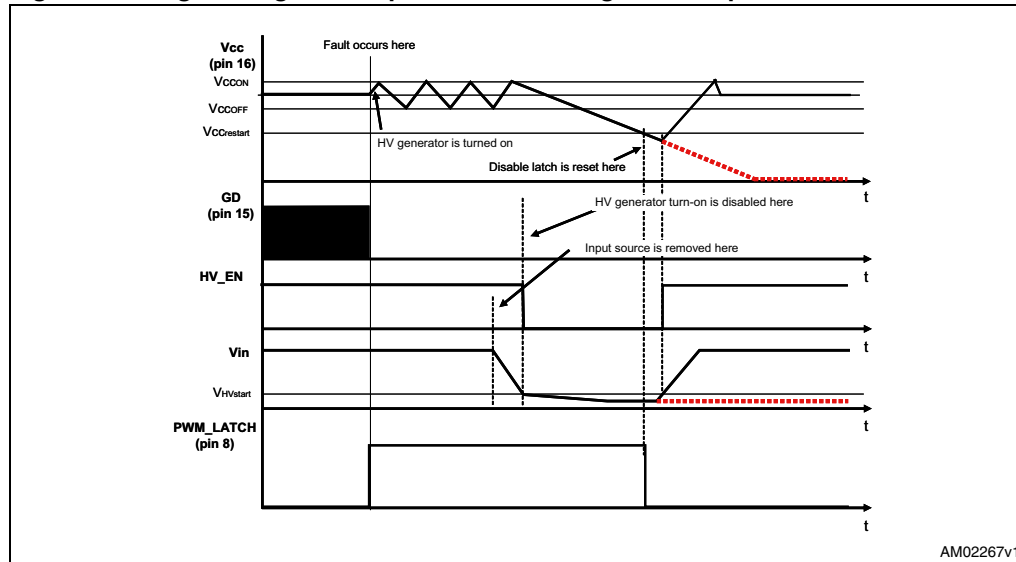 Vcc
(pin 16)
Fault occurs here
VCCON
VCCOFF
VCCrestart
HV generator is turned on
Disable latch is reset here
t
GD
(pin 15)
HV generator turn-on is disabled here
Input source is removed here
t
HV_EN
t
Vin
VHVstart
t
PWM_LATCH
(pin 8)
t
AM02267v1